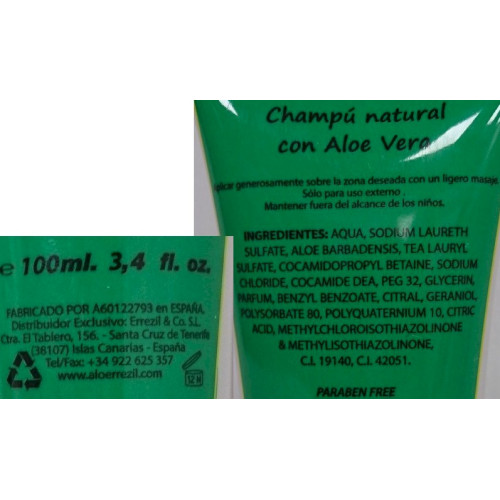 Champú natural
con Aloe Vera
Aplicar generosamente sobre la zona deseada con un ligero masaje.
Sólo para uso externo .
Mantener fuera del alcance de los niños.
INGREDIENTES: AQUA, SODIUM LAURETH
SULFATE, ALOE BARBADENSIS, TEA LAURYL
SULFATE, COCAMIDOPROPYL BETAINE, SODIUM
CHLORIDE, COCAMIDE DEA, PEG 32, GLYCERIN,
PARFUM, BENZYL BENZOATE, CITRAL, GERANIOL,
POLYSORBATE 80, POLYQUATERNIUM 10, CITRIC
ACID, METHYLCHLOROISOTHIAZOLINONE
& METHYLISOTHIAZOLINONE,
C.I. 19140, C.I. 42051.
PARABEN FREE
e 100ml. 3,4 fl. oz.
FABRICADO POR A60122793 en ESPAÑA.
Distribuidor Exclusivo: Errezil & Co. S.L.
Ctra. El Tablero, 156. - Santa Cruz de Tenerife
(38107) Islas Canarias - España
Tel/Fax: +34 922 625 357
www.aloerrezil.com
12 M